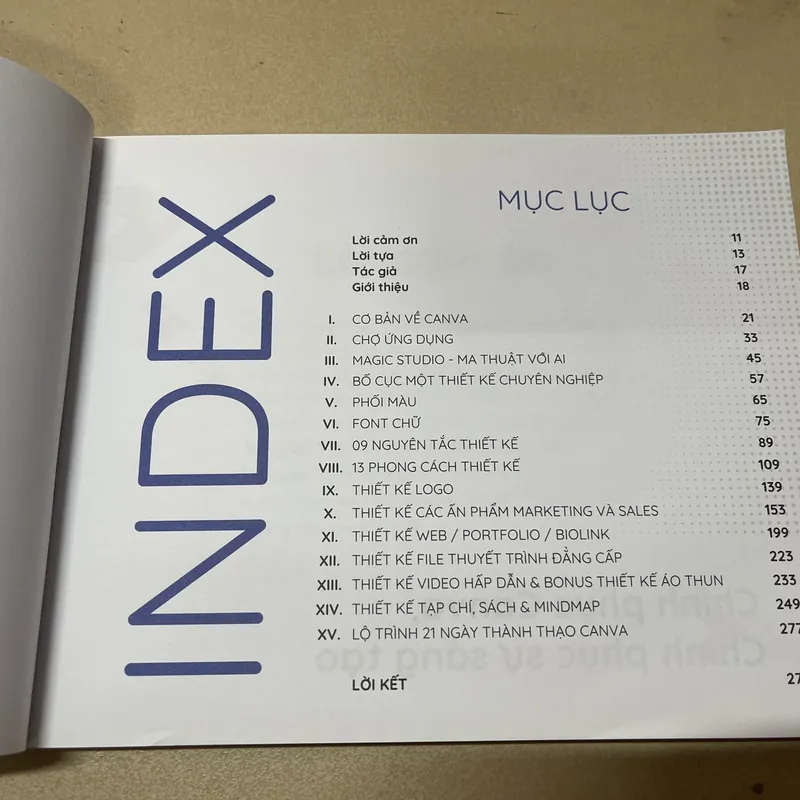 INDEX
MỤC LỤC
Lời cảm ơn 11
Lời tựa 13
Tác giả 17
Giới thiệu 18
I. CƠ BẢN VỀ CANVA 21
II. CHỢ ỨNG DỤNG 33
III. MAGIC STUDIO - MA THUẬT VỚI AI 45
IV. BỐ CỤC MỘT THIẾT KẾ CHUYÊN NGHIỆP 57
V. PHỐI MÀU 65
VI. FONT CHỮ 75
VII. 09 NGUYÊN TẮC THIẾT KẾ 89
VIII. 13 PHONG CÁCH THIẾT KẾ 109
IX. THIẾT KẾ LOGO 139
X. THIẾT KẾ CÁC ẤN PHẨM MARKETING VÀ SALES 153
XI. THIẾT KẾ WEB / PORTFOLIO / BIOLINK 199
XII. THIẾT KẾ FILE THUYẾT TRÌNH ĐẲNG CẤP 223
XIII. THIẾT KẾ VIDEO HẤP DẪN & BONUS THIẾT KẾ ÁO THUN 233
XIV. THIẾT KẾ TẠP CHÍ, SÁCH & MINDMAP 249
XV. LỘ TRÌNH 21 NGÀY THÀNH THẠO CANVA 277
LỜI KẾT